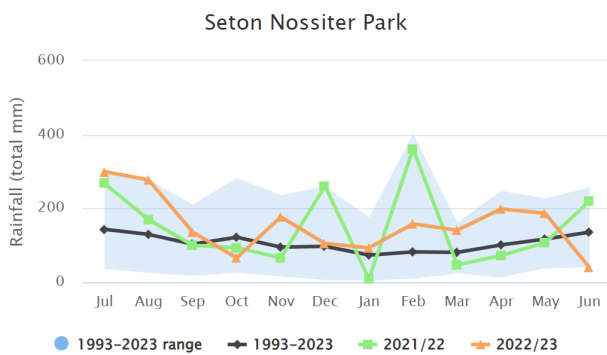 Seton Nossiter Park
Rainfall (total mm)
600
400
200
0
Jul Aug Sep Oct Nov Dec Jan Feb Mar Apr May Jun
1993-2023 range 1993-2023 2021/22 2022/23